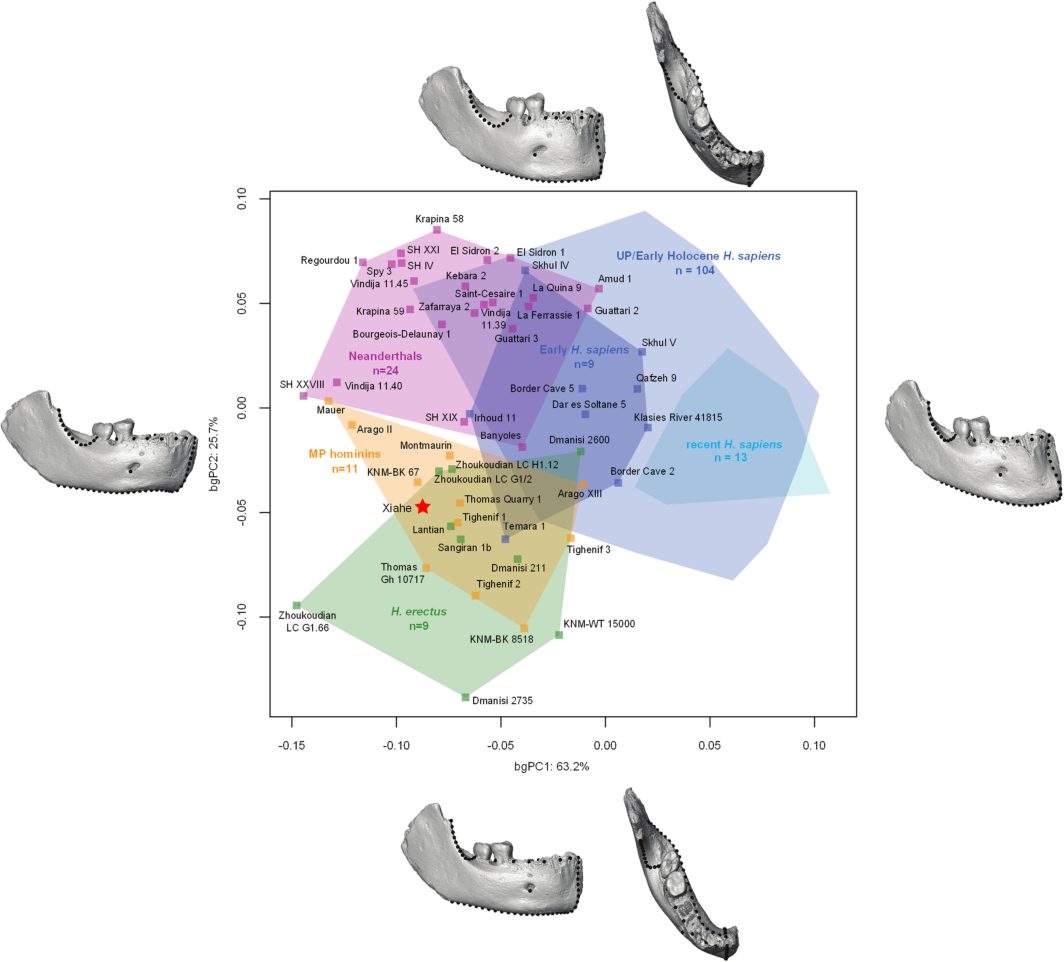 0.10
0.05
0.00
-0.05
-0.10
bgPC2: 25.7%
Krapina 58
SH XXI
El Sidron 2
El Sidron 1
UP/Early Holocene H. sapiens
n = 104
Regourdou 1
Spy 3
SH IV
Skhul IV
Kebara 2
Amud 1
Vindija 11.45
La Quina 9
Saint-Cesaire 1
Krapina 59
Zafarraya 2
Vindija
11.39
La Ferrassie 1
Guattari 2
Bourgeois-Delaunay 1
Guattari 3
Skhul V
Neanderthals
n=24
Early H. sapiens
n=9
SH XXVIII
Vindija 11.40
Border Cave 5
Qafzeh 9
Mauer
Dar es Soltane 5
SH XIX
Irhoud 11
Klasies River 41815
Arago II
Banyoles
Dmanisi 2600
recent H. sapiens
n = 13
MP hominins
n=11
Montmaurin
Zhoukoudian LC H1.12
KNM-BK 67
Zhoukoudian LC G1/2
Border Cave 2
Arago XIII
Xiahe
Thomas Quarry 1
Tighenif 1
Lantian
Temara 1
Sangiran 1b
Tighenif 3
Thomas
Gh 10717
Dmanisi 211
Tighenif 2
H. erectus
n=9
Zhoukoudian
LC G1.66
KNM-BK 8518
KNM-WT 15000
Dmanisi 2735
-0.15
-0.10
-0.05
0.00
0.05
0.10
bgPC1: 63.2%